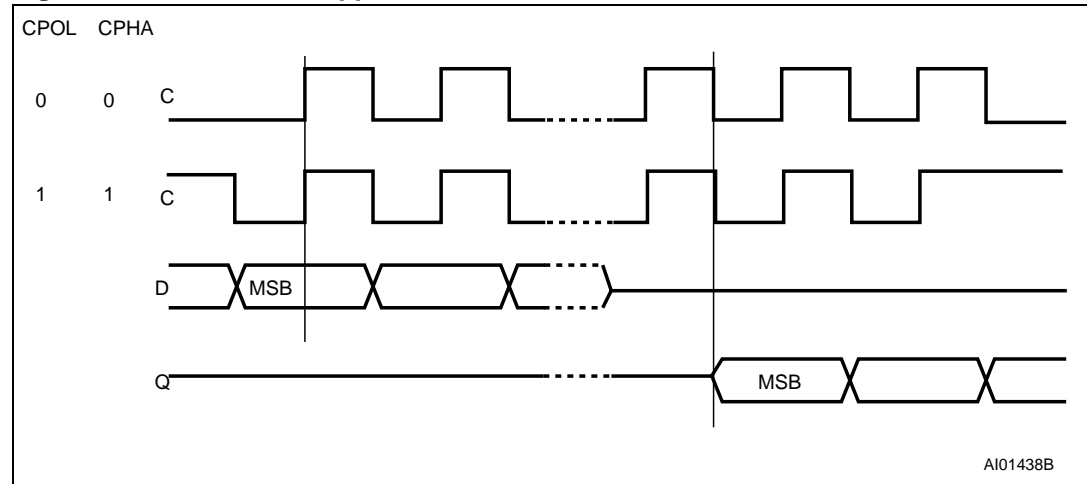 CPOL CPHA
0 0 C
1 1 C
D MSB
Q MSB
AI01438B